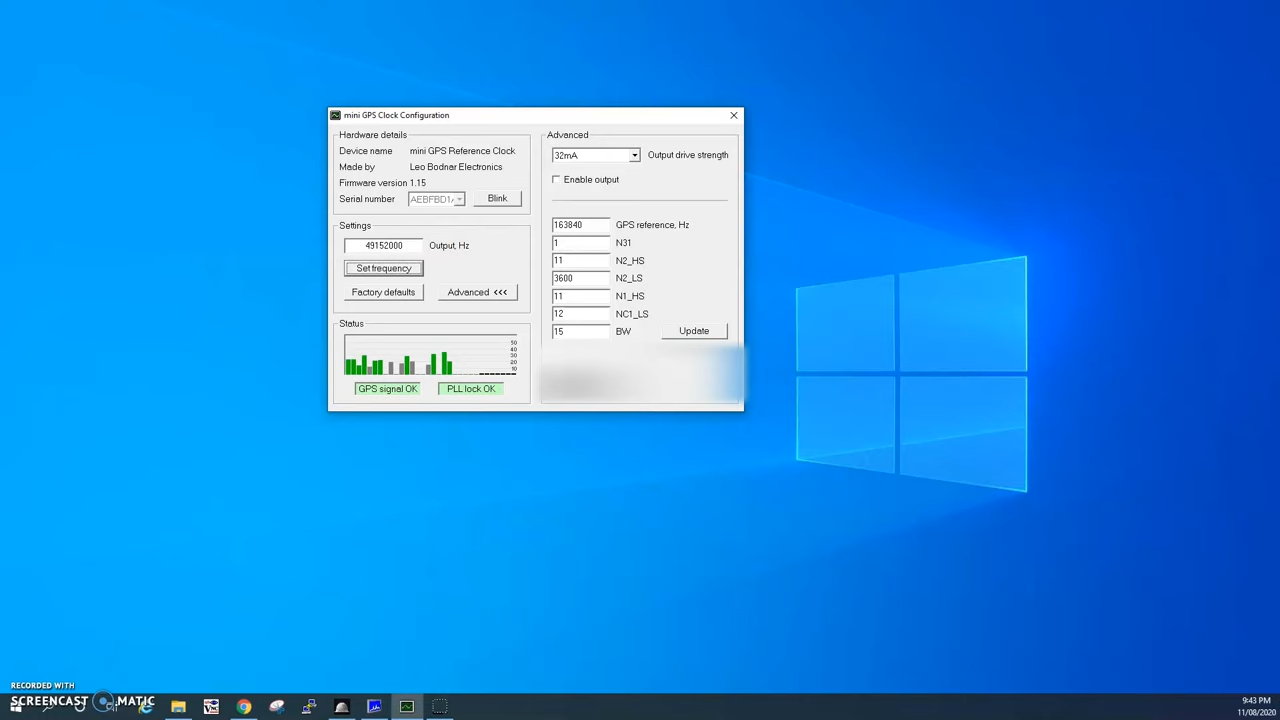 mini GPS Clock Configuration
Hardware details
Device name mini GPS Reference Clock
Made by Leo Bodnar Electronics
Firmware version 1.15
Serial number Blink
Settings
49152000 Output, Hz
Set frequency
Factory defaults Advanced <<<
Status
50
40
30
20
10
GPS signal OK PLL lock OK
Advanced
32mA Output drive strength
Enable output
163840 GPS reference, Hz
1 N31
11 N2_HS
3600 N2_LS
11 N1_HS
12 NC1_LS
15 BW Update
RECORDED WITH
SCREENCAST MATIC
9:43 PM
11/08/2020